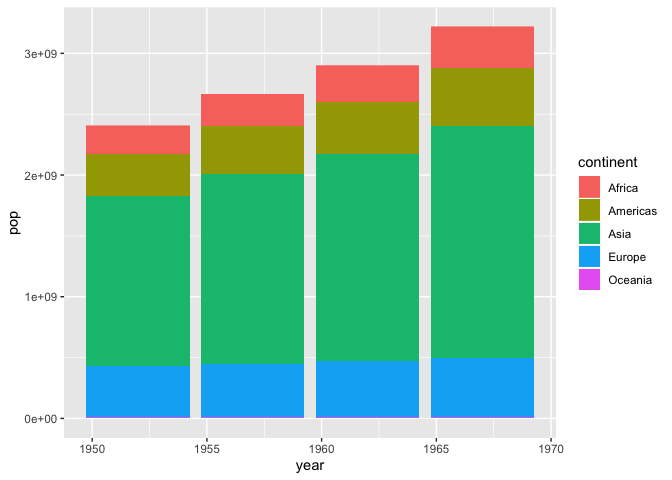 3e+09
2e+09
1e+09
0e+00
pop
1950 1955 1960 1965 1970
year
continent
Africa
Americas
Asia
Europe
Oceania